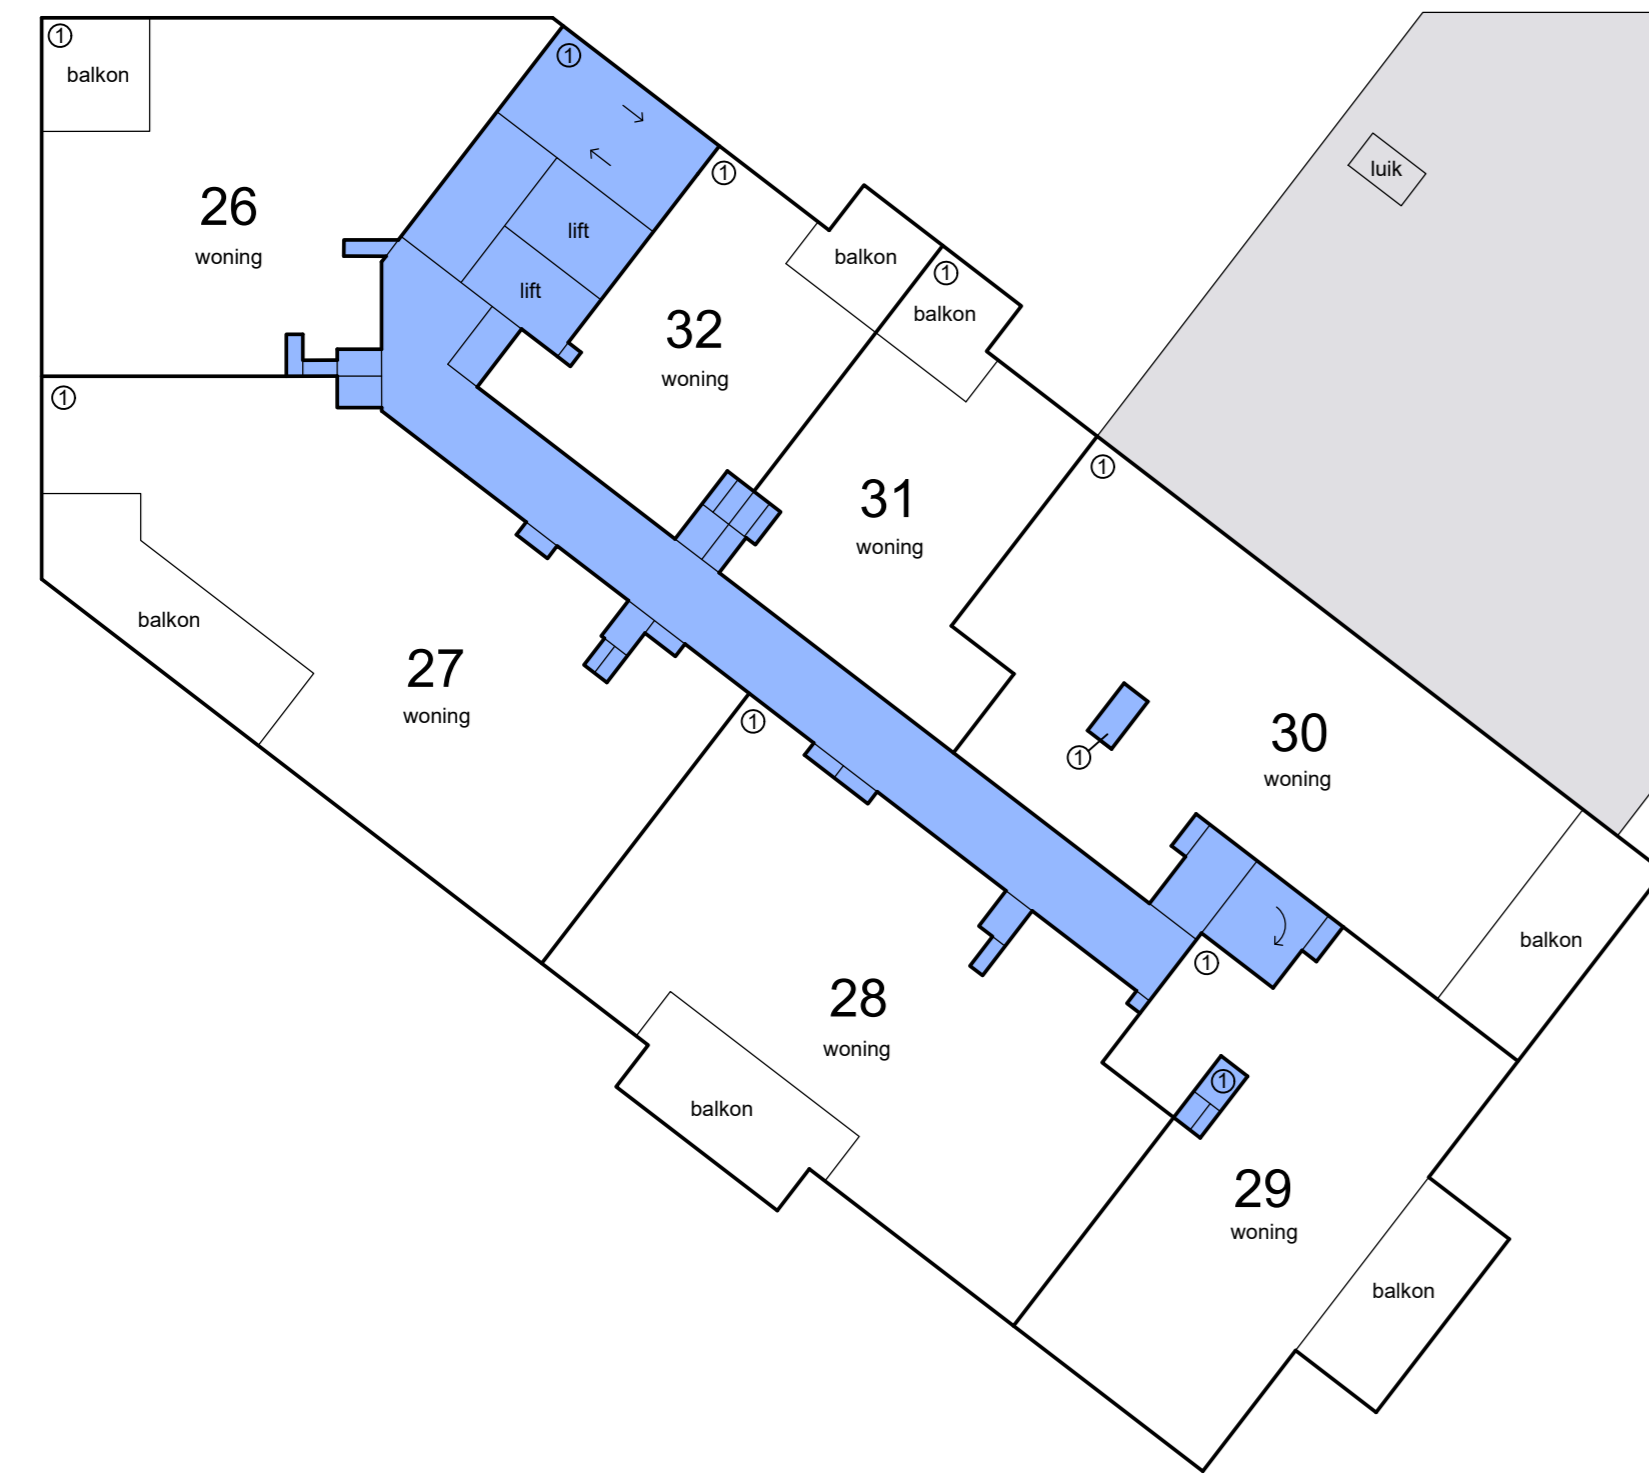 ①
balkon
①
①
luik
26
woning
lift
balkon
①
lift
balkon
32
woning
①
①
31
woning
balkon
27
woning
①
①
30
woning
balkon
①
28
woning
①
balkon
29
woning
balkon